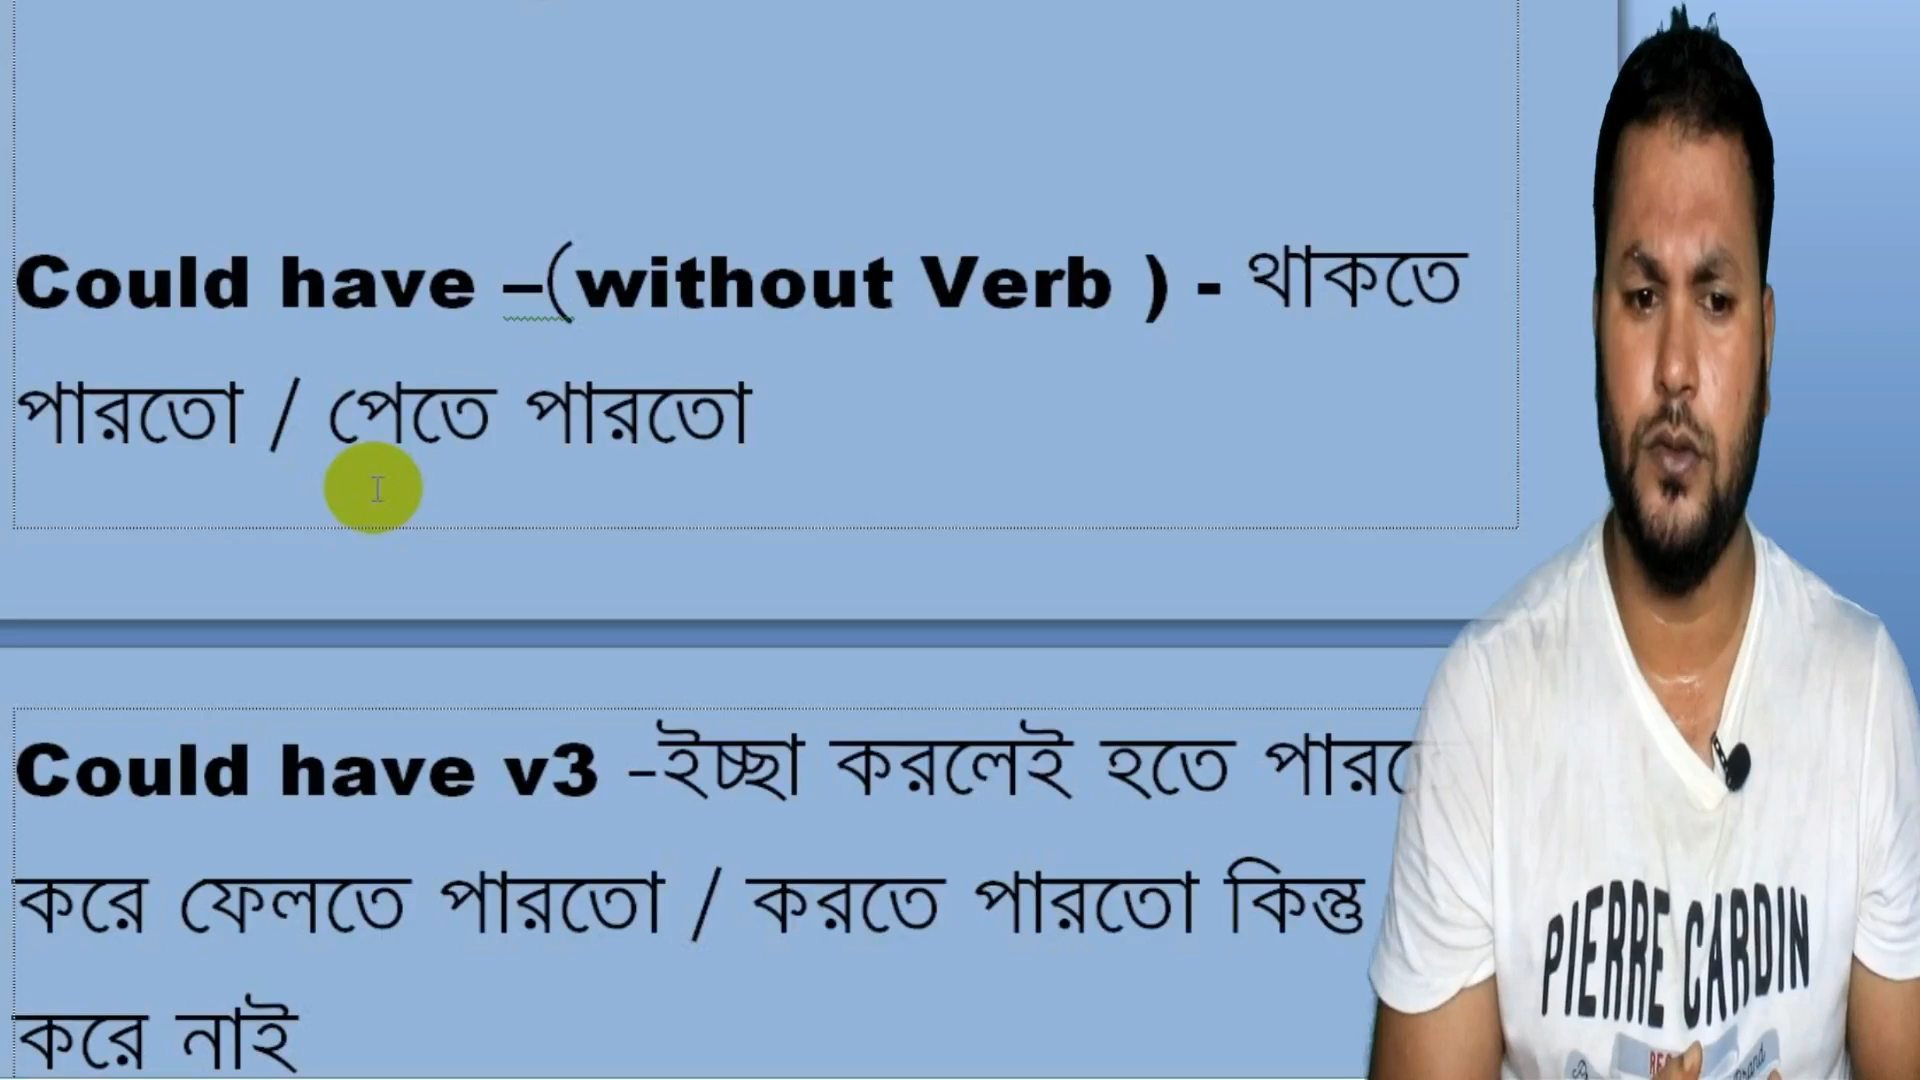 Could have –(without Verb ) - থাকতে
পারতো / পেতে পারতো
Could have v3 -ইচ্ছা করলেই হতে
করে ফেলতে পারতো / করতে পারতো কিন্তু
করে নাই
PIERRE CARDIN